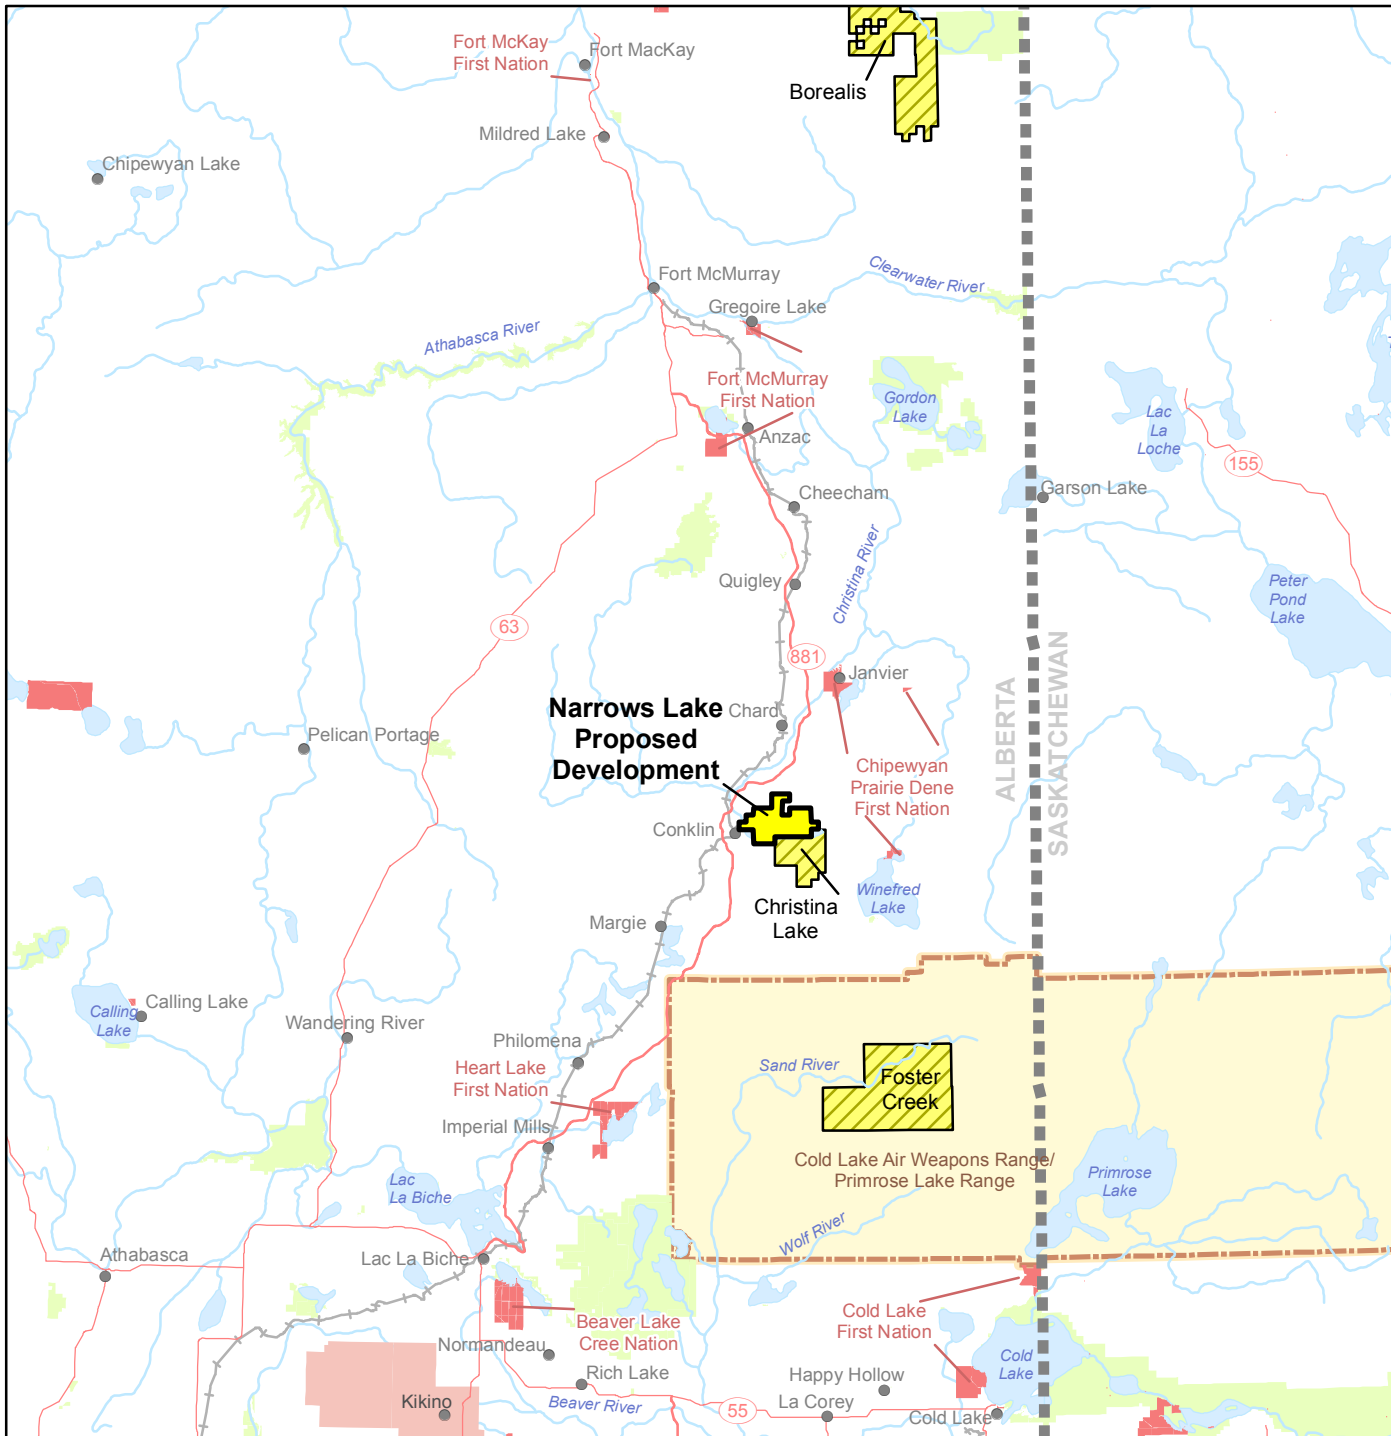 Fort McKay
First Nation
Fort MacKay
Borealis
Mildred Lake
Chipewyan Lake
Fort McMurray
Clearwater River
Gregoire Lake
Athabasca River
Fort McMurray
First Nation
Gordon
Lake
Lac
La
Loche
Anzac
155
Garson Lake
Cheecham
Christina River
Quigley
Peter
Pond
Lake
63
881
Janvier
ALBERTA
SASKATCHEWAN
Narrows Lake
Proposed
Development
Chard
Pelican Portage
Chipewyan
Prairie Dene
First Nation
Conklin
Winefred
Lake
Christina
Lake
Margie
Calling
Lake
Calling Lake
Wandering River
Philomena
Sand River
Foster
Creek
Heart Lake
First Nation
Imperial Mills
Cold Lake Air Weapons Range/
Primrose Lake Range
Primrose
Lake
Lac
La Biche
Wolf River
Athabasca
Lac La Biche
Beaver Lake
Cree Nation
Cold Lake
First Nation
Normandeau
Cold
Lake
Rich Lake
Happy Hollow
Kikino
Beaver River
55
La Corey
Cold Lake